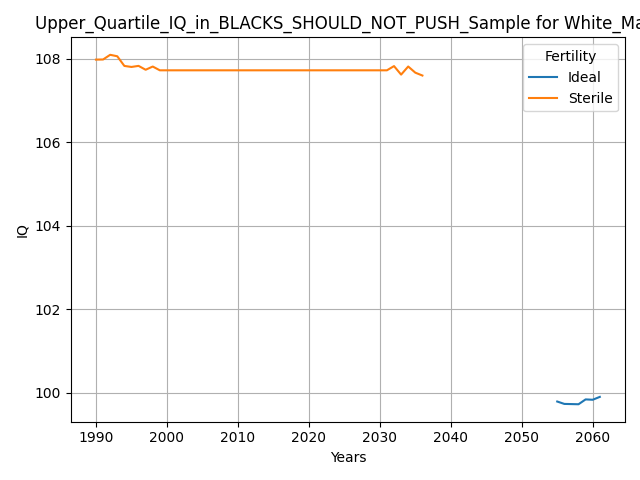 Upper_Quartile_IQ_in_BLACKS_SHOULD_NOT_PUSH_Sample for White_Ma
Fertility
Ideal
Sterile
108
106
104
102
100
IQ
1990 2000 2010 2020 2030 2040 2050 2060
Years